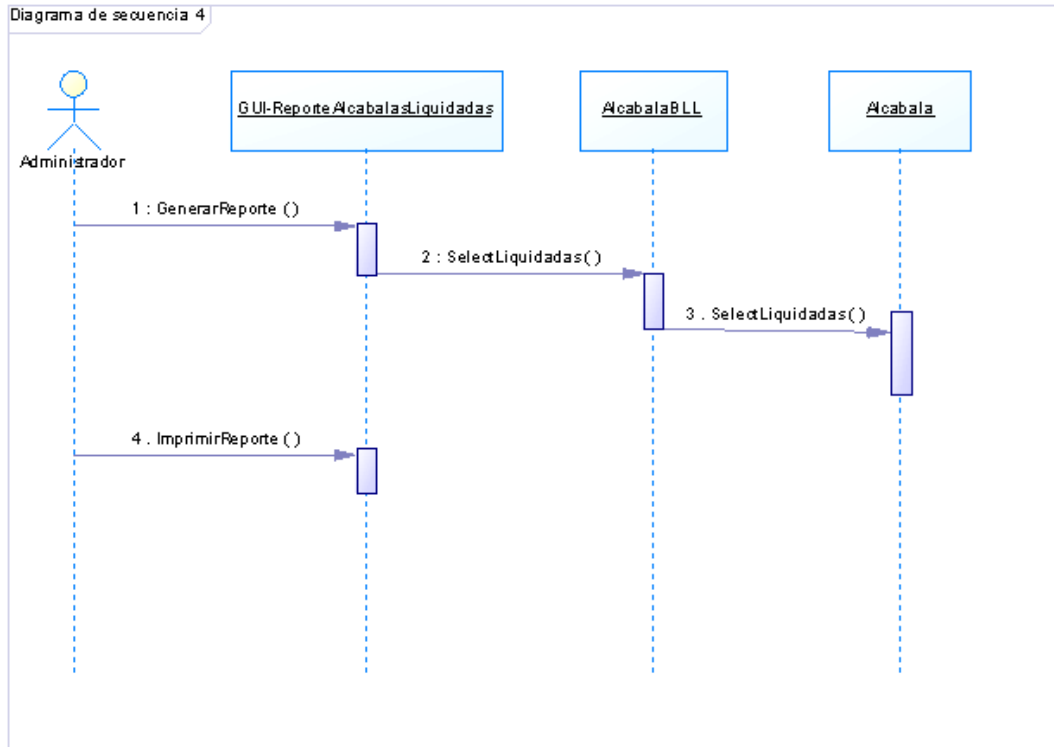 Diagrama de secuencia 4
GUI-ReporteAlcabalasLiquidadas
AlcabalaBLL
Alcabala
Administrador
1 : GenerarReporte ()
2 : SelectLiquidadas()
3 . SelectLiquidadas()
4 . ImprimirReporte ()